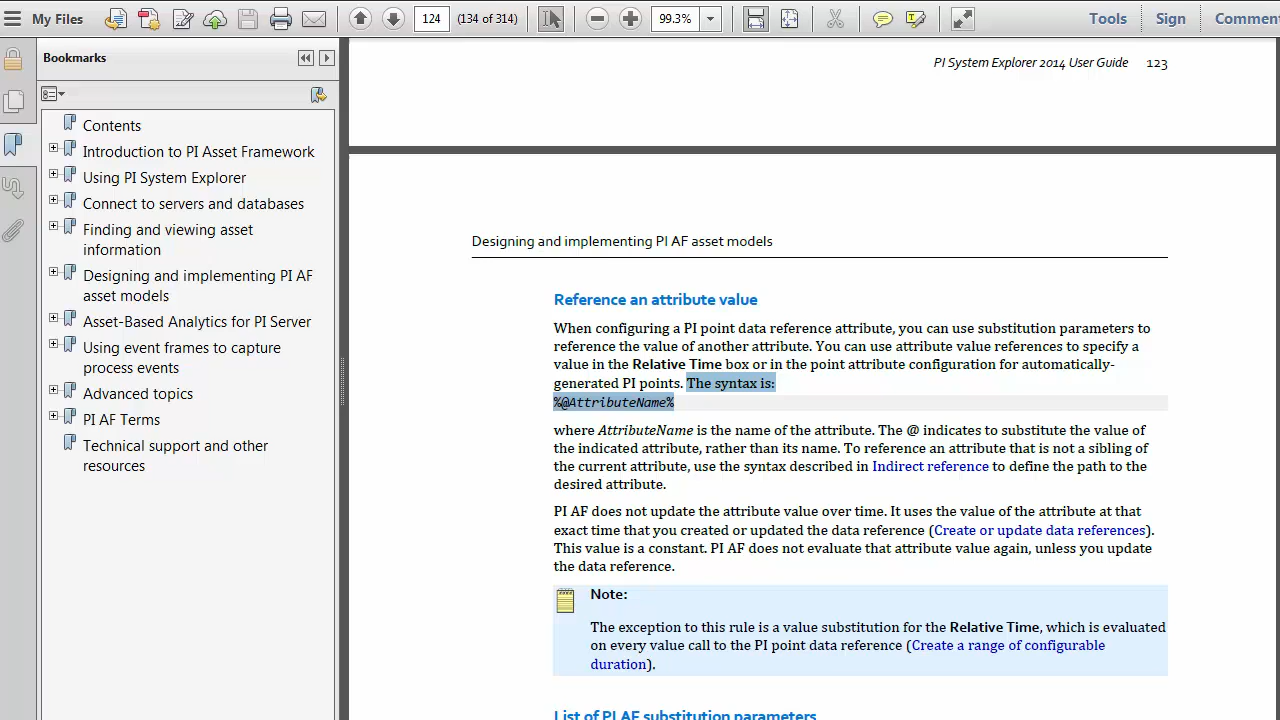 My Files
124
(134 of 314)
99.3%
Tools
Sign
Comment
Bookmarks
Contents
Introduction to PI Asset Framework
Using PI System Explorer
Connect to servers and databases
Finding and viewing asset
information
Designing and implementing PI AF
asset models
Asset-Based Analytics for PI Server
Using event frames to capture
process events
Advanced topics
PI AF Terms
Technical support and other
resources
PI System Explorer 2014 User Guide 123
Designing and implementing PI AF asset models
Reference an attribute value
When configuring a PI point data reference attribute, you can use substitution parameters to
reference the value of another attribute. You can use attribute value references to specify a
value in the Relative Time box or in the point attribute configuration for automatically-
generated PI points. The syntax is:
%@AttributeName%
where AttributeName is the name of the attribute. The @ indicates to substitute the value of
the indicated attribute, rather than its name. To reference an attribute that is not a sibling of
the current attribute, use the syntax described in Indirect reference to define the path to the
desired attribute.
PI AF does not update the attribute value over time. It uses the value of the attribute at that
exact time that you created or updated the data reference (Create or update data references).
This value is a constant. PI AF does not evaluate that attribute value again, unless you update
the data reference.
Note:
The exception to this rule is a value substitution for the Relative Time, which is evaluated
on every value call to the PI point data reference (Create a range of configurable
duration).
List of PI AF substitution parameters